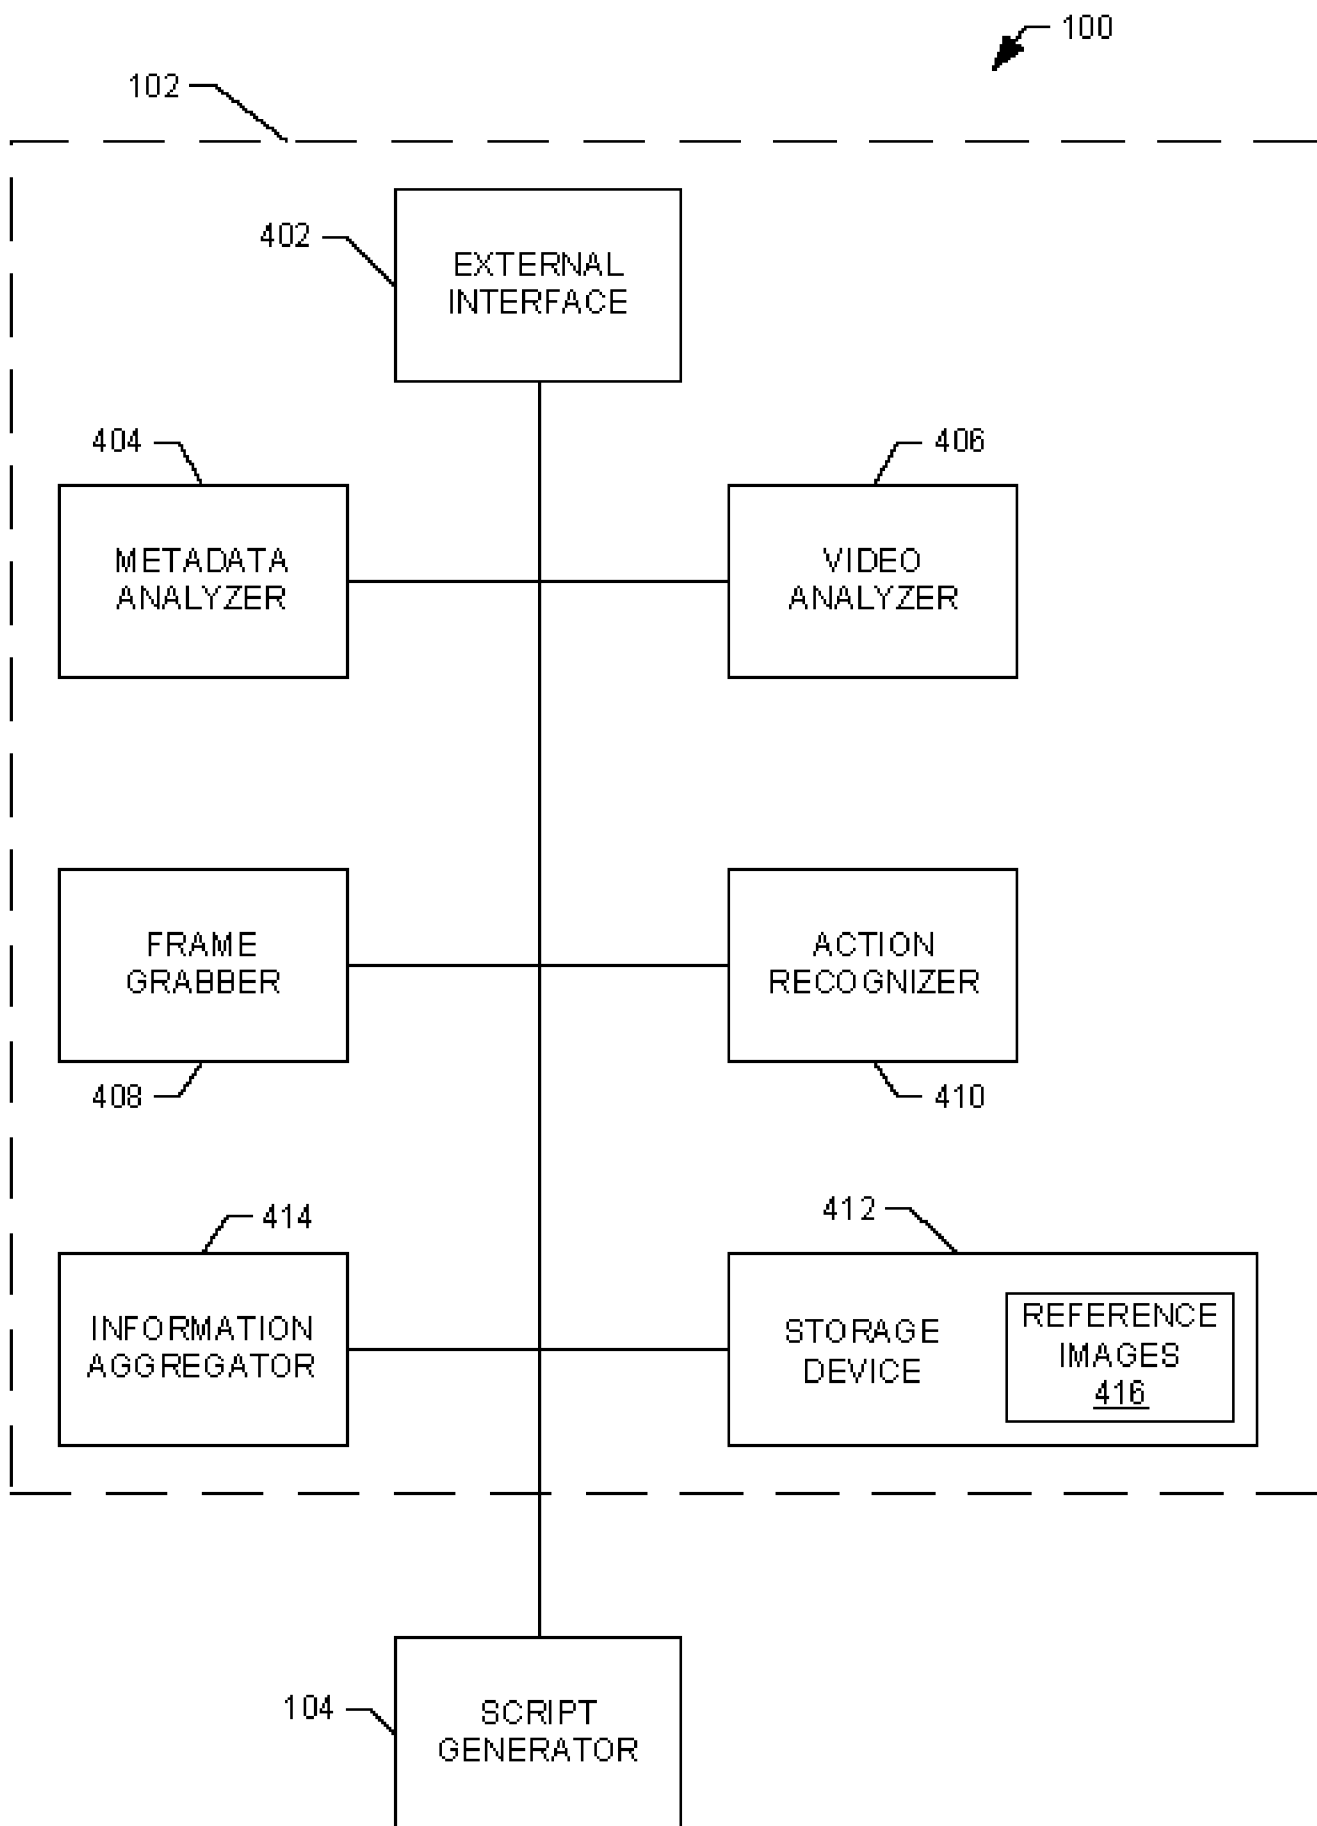 100
102
402
EXTERNAL
INTERFACE
404
406
METADATA
ANALYZER
VIDEO
ANALYZER
FRAME
GRABBER
ACTION
RECOGNIZER
408
410
414
412
INFORMATION
AGGREGATOR
STORAGE
DEVICE
REFERENCE
IMAGES
416
104
SCRIPT
GENERATOR